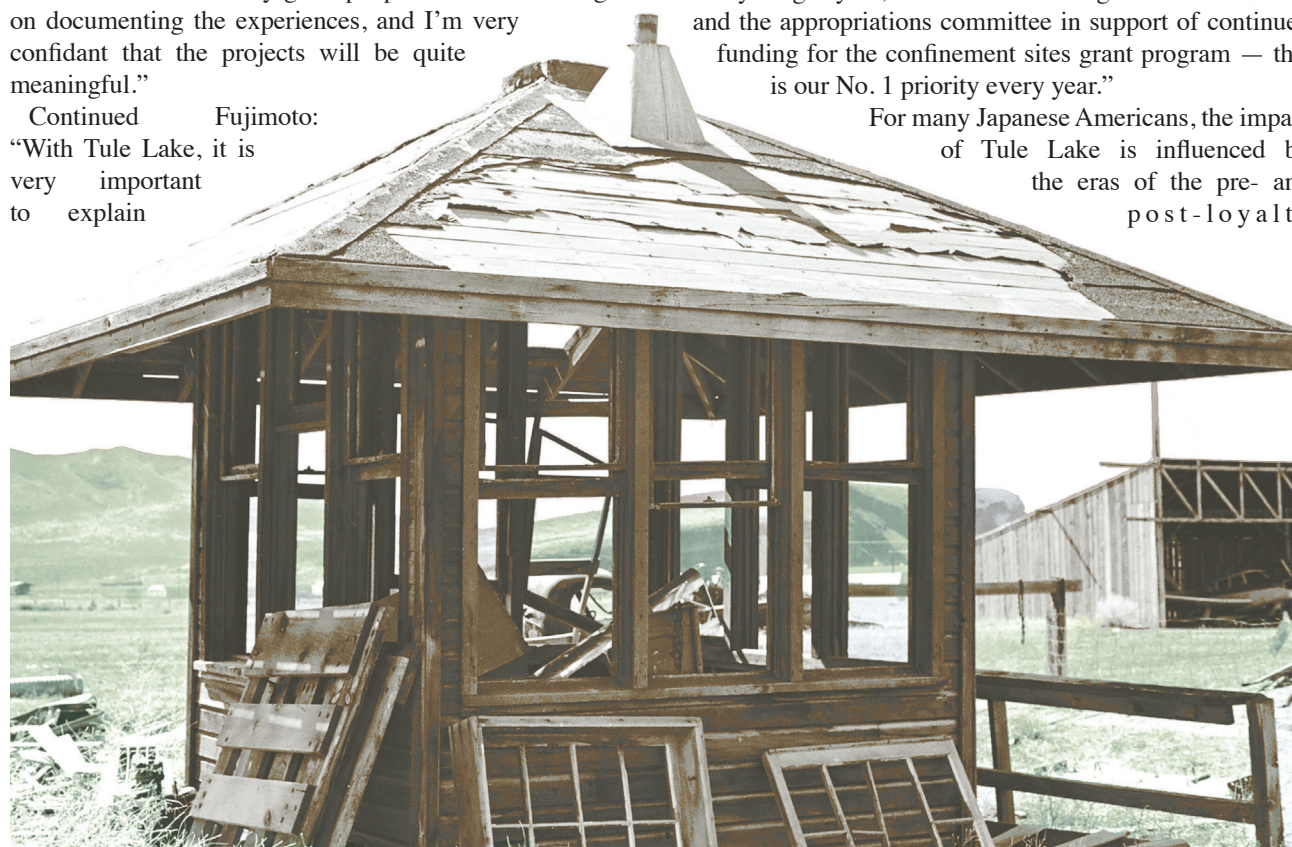 on documenting the experiences, and I'm very
confidant that the projects will be quite
meaningful."
Continued Fujimoto:
"With Tule Lake, it is
very important
to explain
and the appropriations committee in support of continue
funding for the confinement sites grant program — th
is our No. 1 priority every year."
For many Japanese Americans, the impa
of Tule Lake is influenced b
the eras of the pre- an
post-loyalt